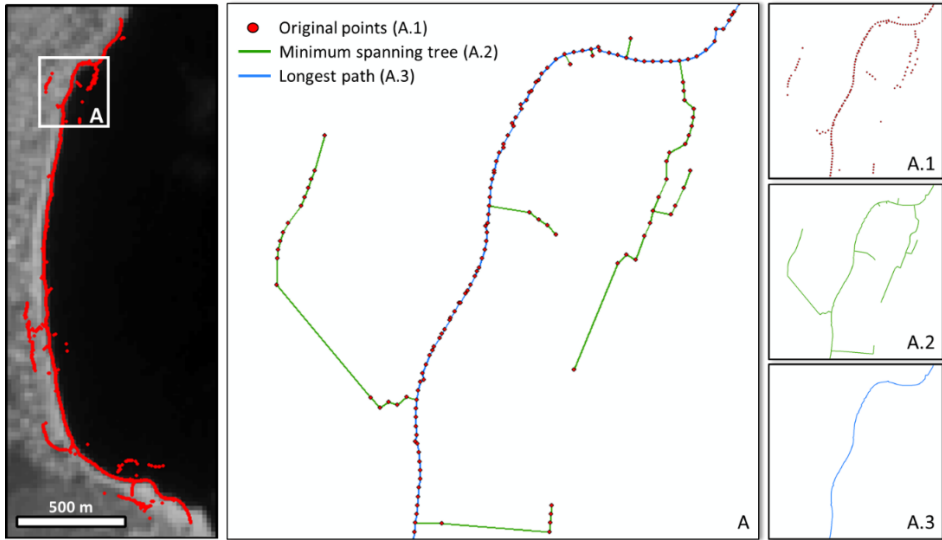 A
500 m
Original points (A.1)
Minimum spanning tree (A.2)
Longest path (A.3)
A
A.1
A.2
A.3